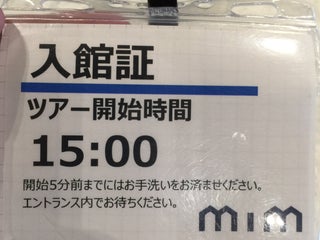 入館証
ツアー開始時間
15:00
開始5分前までにはお手洗いをお済ませください。
エントランス内でお待ちください。
mim